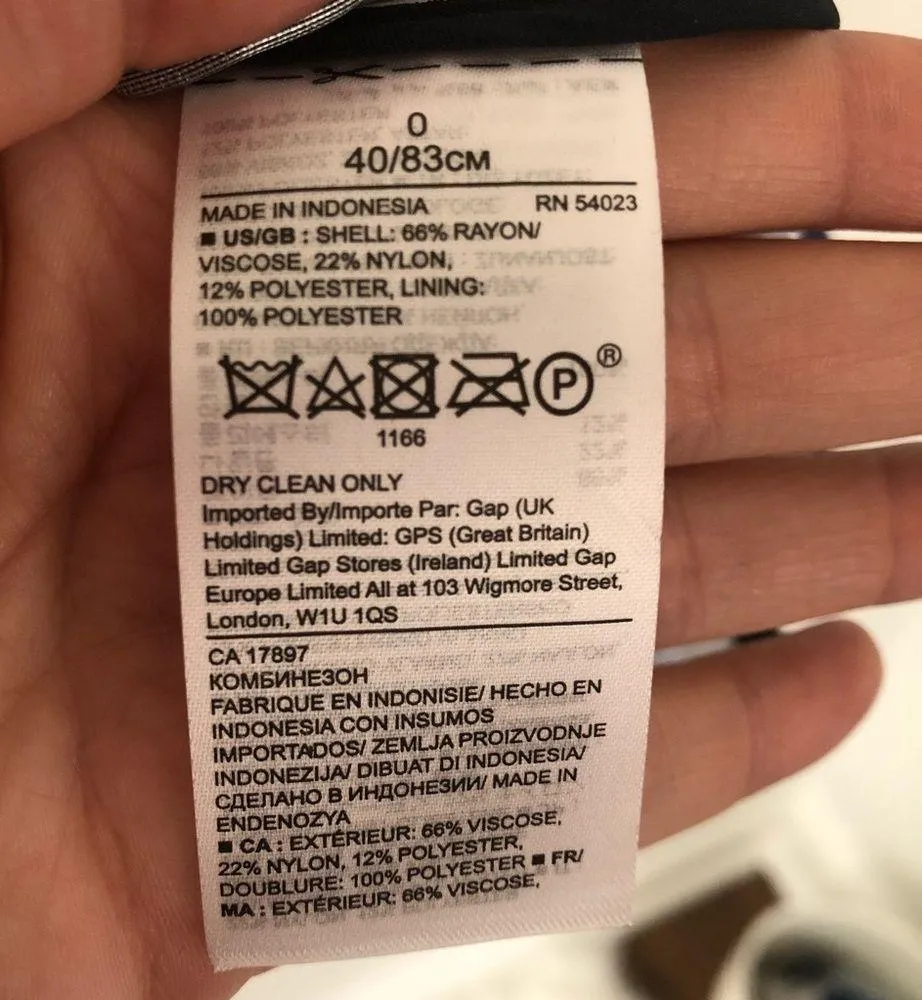 0
40/83CM
MADE IN INDONESIA RN 54023
■ US/GB : SHELL: 66% RAYON/
VISCOSE, 22% NYLON,
12% POLYESTER, LINING:
100% POLYESTER
P ®
1166
DRY CLEAN ONLY
Imported By/Importe Par: Gap (UK
Holdings) Limited: GPS (Great Britain)
Limited Gap Stores (Ireland) Limited Gap
Europe Limited All at 103 Wigmore Street,
London, W1U 1QS
CA 17897
КОМБИНЕЗОН
FABRIQUE EN INDONISIE/ HECHO EN
INDONESIA CON INSUMOS
IMPORTADOS/ ZEMLJA PROIZVODNJE
INDONEZIJA/ DIBUAT DI INDONESIA/
СДЕЛАНО В ИНДОНЕЗИИ/ MADE IN
ENDENOZYA
■ CA : EXTÉRIEUR: 66% VISCOSE,
22% NYLON, 12% POLYESTER,
DOUBLURE: 100% POLYESTER ■ FR/
MA : EXTÉRIEUR: 66% VISCOSE,